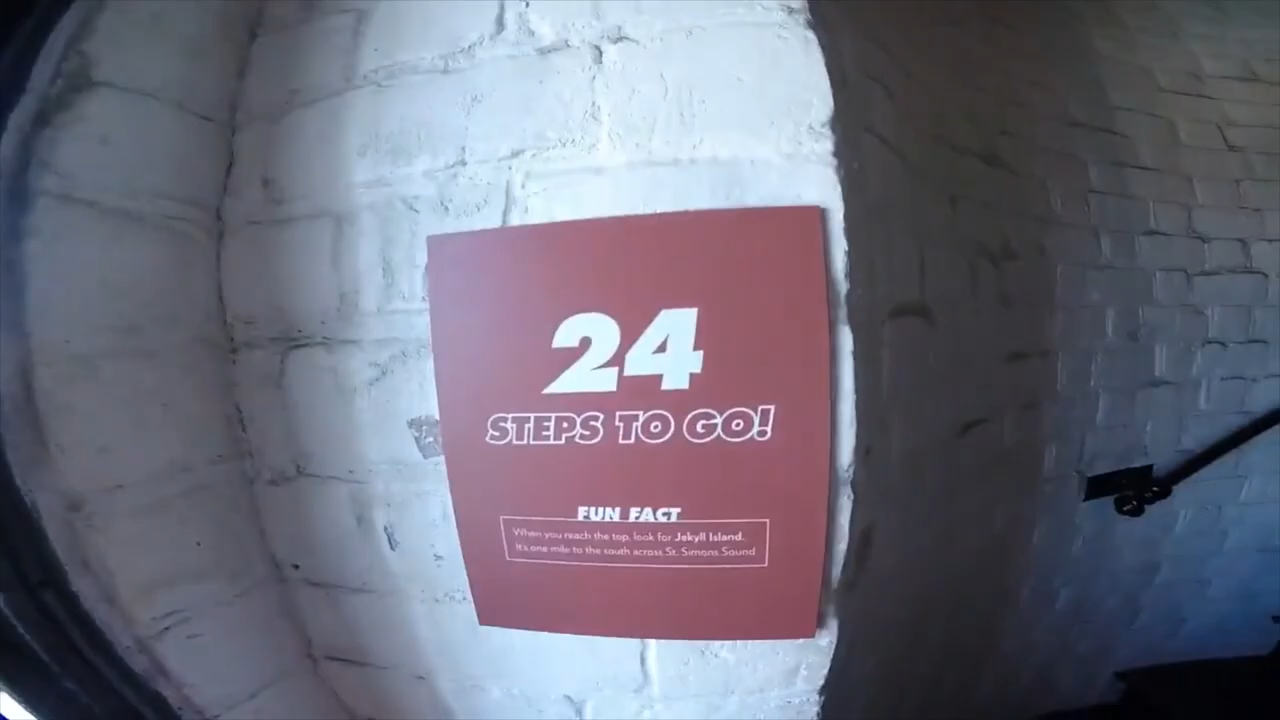 24
STEPS TO GO!
FUN FACT
When you reach the top, look for Jekyll Island.
It's one mile to the south across St. Simons Sound